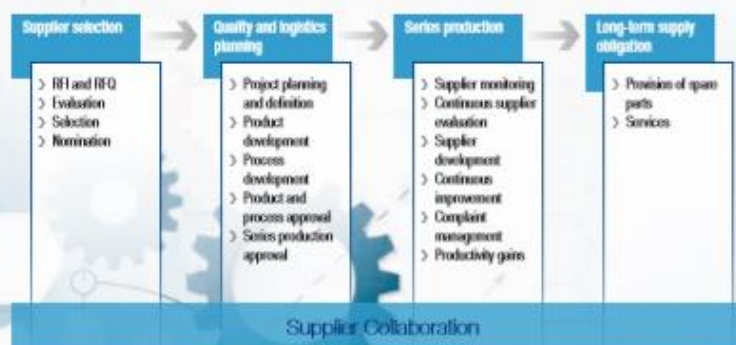 Supplier selection
RFI and RFQ
Evaluation
Selection
Nomination
Quality and logistics
planning
Project planning
and definition
Product
development
Process
development
Product and
process approval
Series production
approval
Series production
Supplier monitoring
Continuous supplier
evaluation
Supplier
development
Continuous
improvement
Complaint
management
Productivity gains
Long-term supply
obligation
Provision of spare
parts
Services
Supplier Collaboration